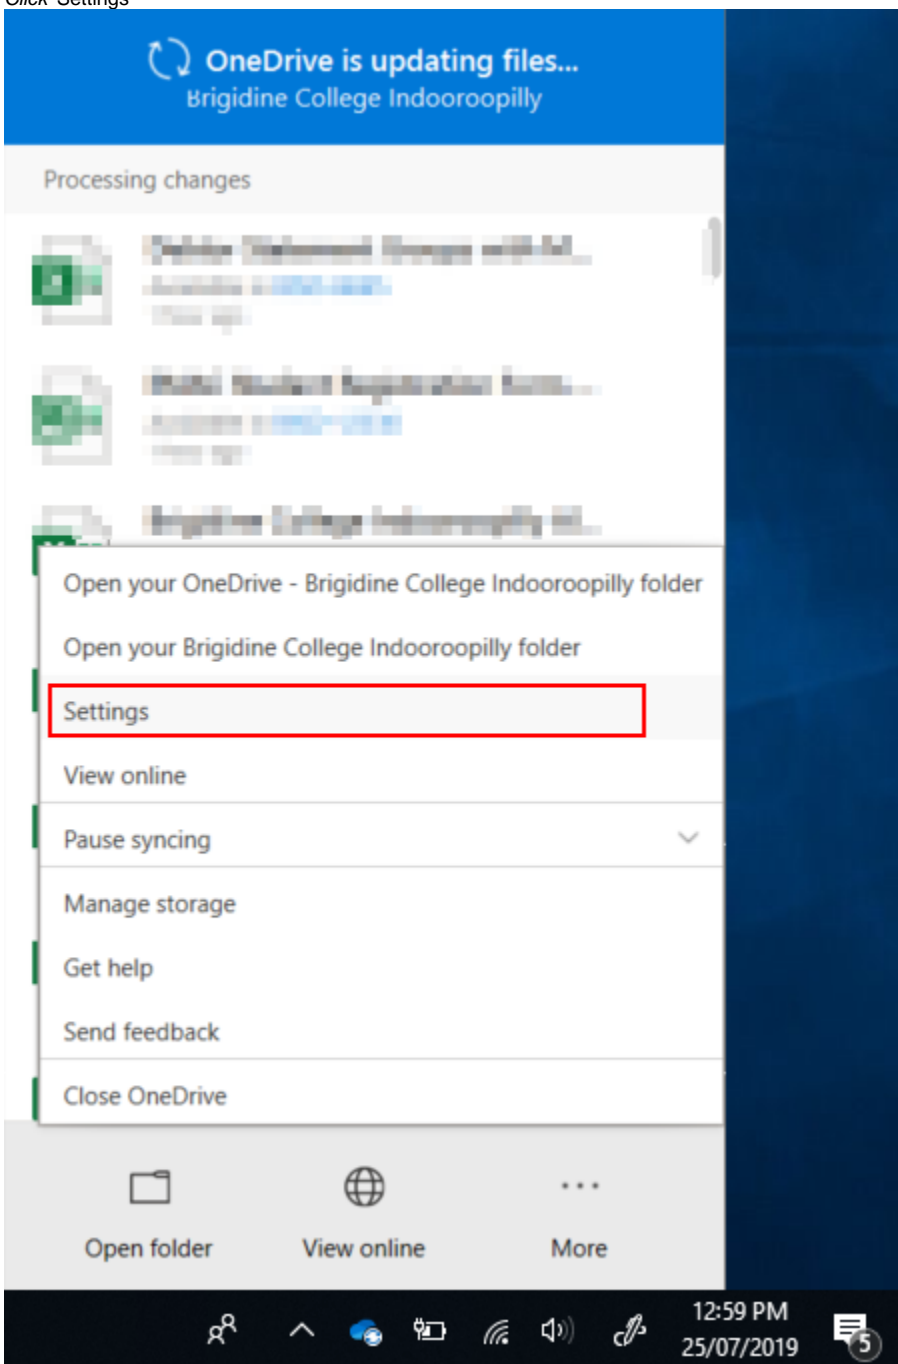 Click Settings
OneDrive is updating files...
Brigidine College Indooroopilly
Processing changes
Open your OneDrive - Brigidine College Indooroopilly folder
Open your Brigidine College Indooroopilly folder
Settings
View online
Pause syncing
Manage storage
Get help
Send feedback
Close OneDrive
Open folder
View online
More
12:59 PM
25/07/2019
5